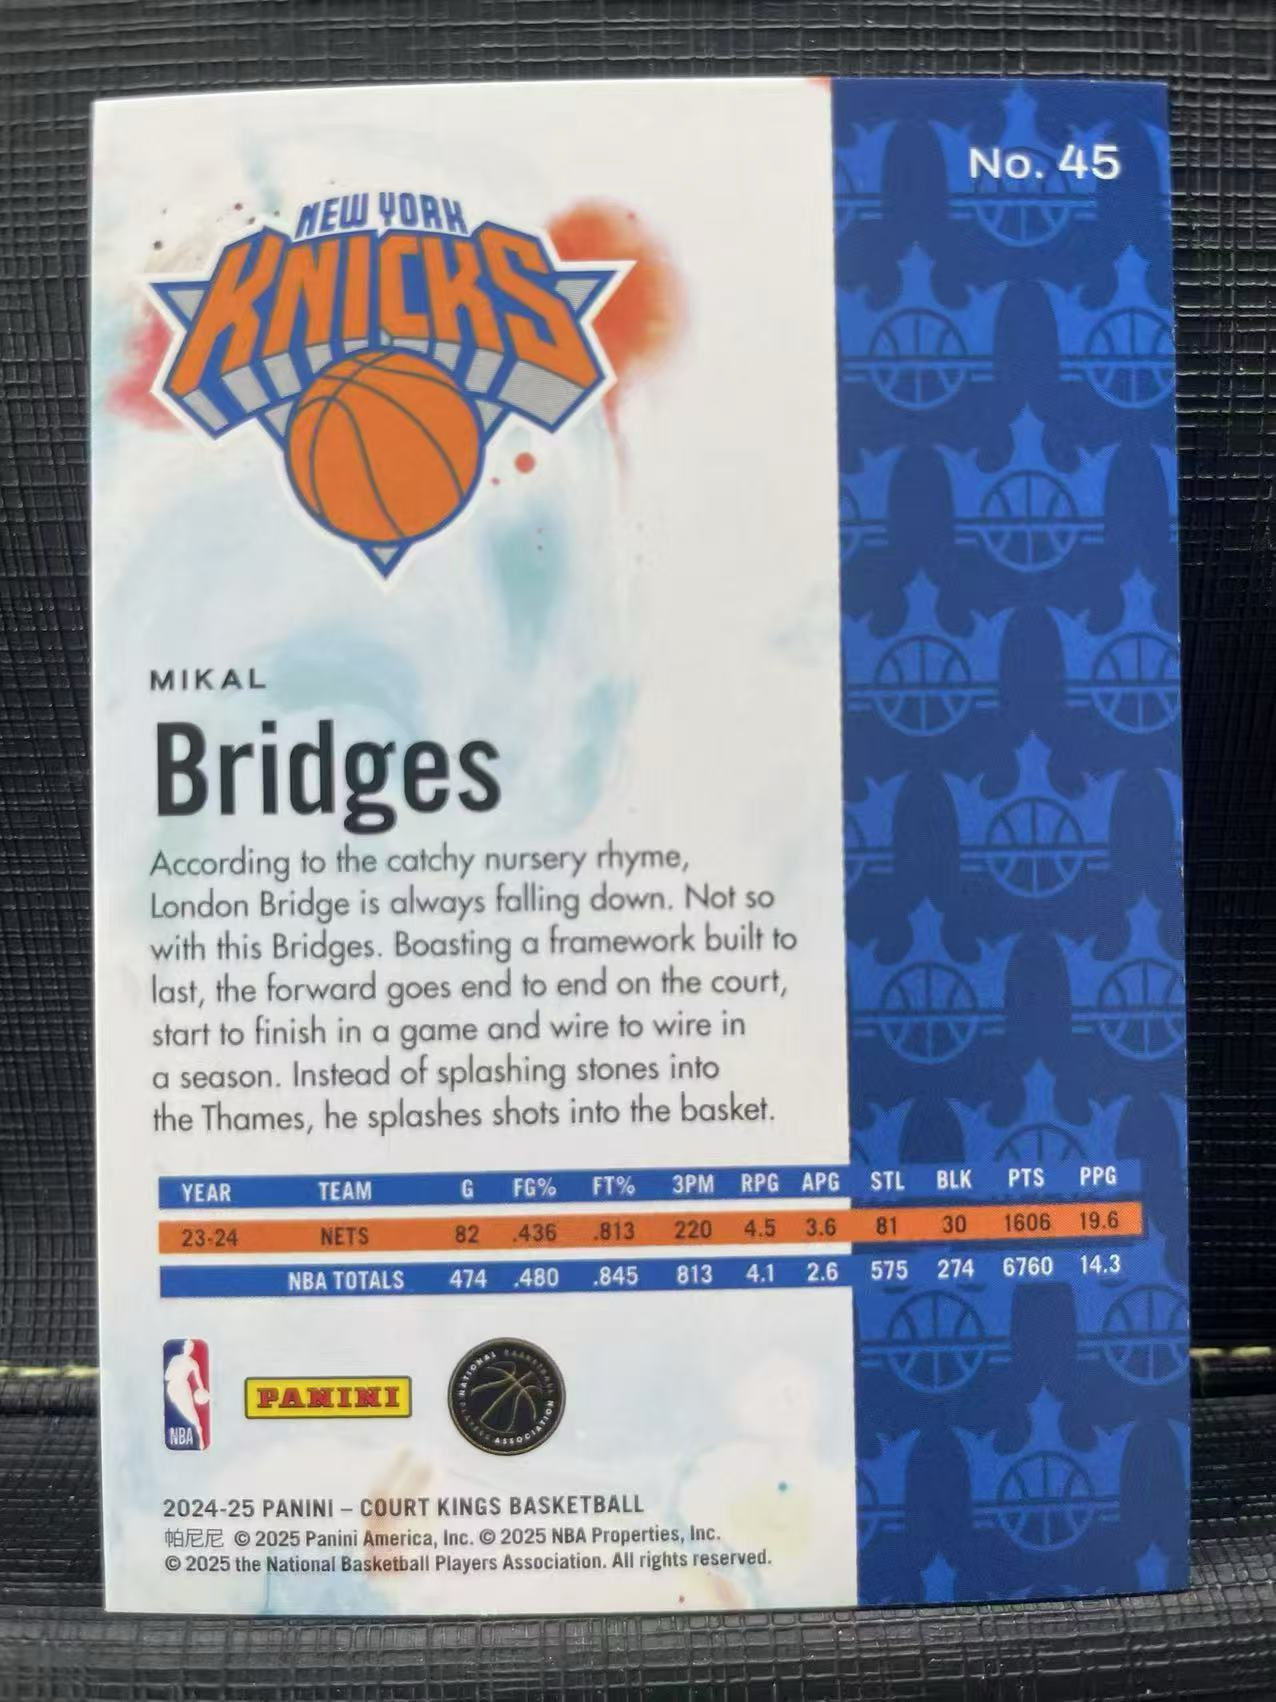 No. 45
NEW YORK
KNICKS
MIKAL
Bridges
According to the catchy nursery rhyme,
London Bridge is always falling down. Not so
with this Bridges. Boasting a framework built to
last, the forward goes end to end on the court,
start to finish in a game and wire to wire in
a season. Instead of splashing stones into
the Thames, he splashes shots into the basket.
YEAR TEAM G FG% FT% 3PM RPG APG STL BLK PTS PPG
23-24 NETS 82 .436 .813 220 4.5 3.6 81 30 1606 19.6
NBA TOTALS 474 .480 .845 813 4.1 2.6 575 274 6760 14.3
NBA
PANINI
NATIONAL BASKETBALL PLAYERS ASSOCIATION
2024-25 PANINI – COURT KINGS BASKETBALL
帕尼尼 © 2025 Panini America, Inc. © 2025 NBA Properties, Inc.
© 2025 the National Basketball Players Association. All rights reserved.